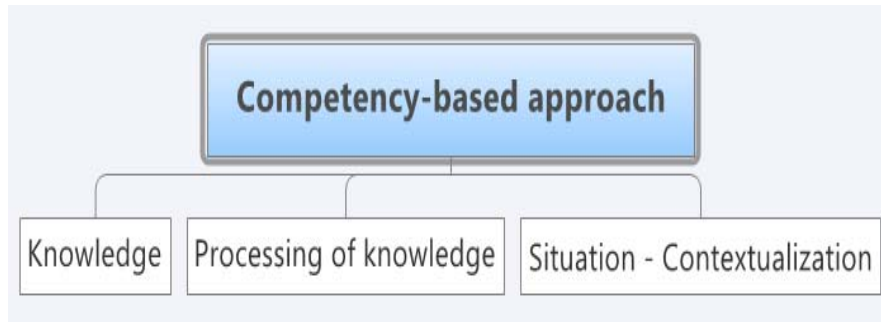 Competency-based approach
Knowledge
Processing of knowledge
Situation - Contextualization